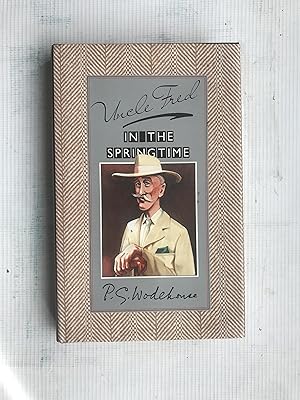 Uncle Fred
IN THE
SPRINGTIME
P. G. Wodehouse